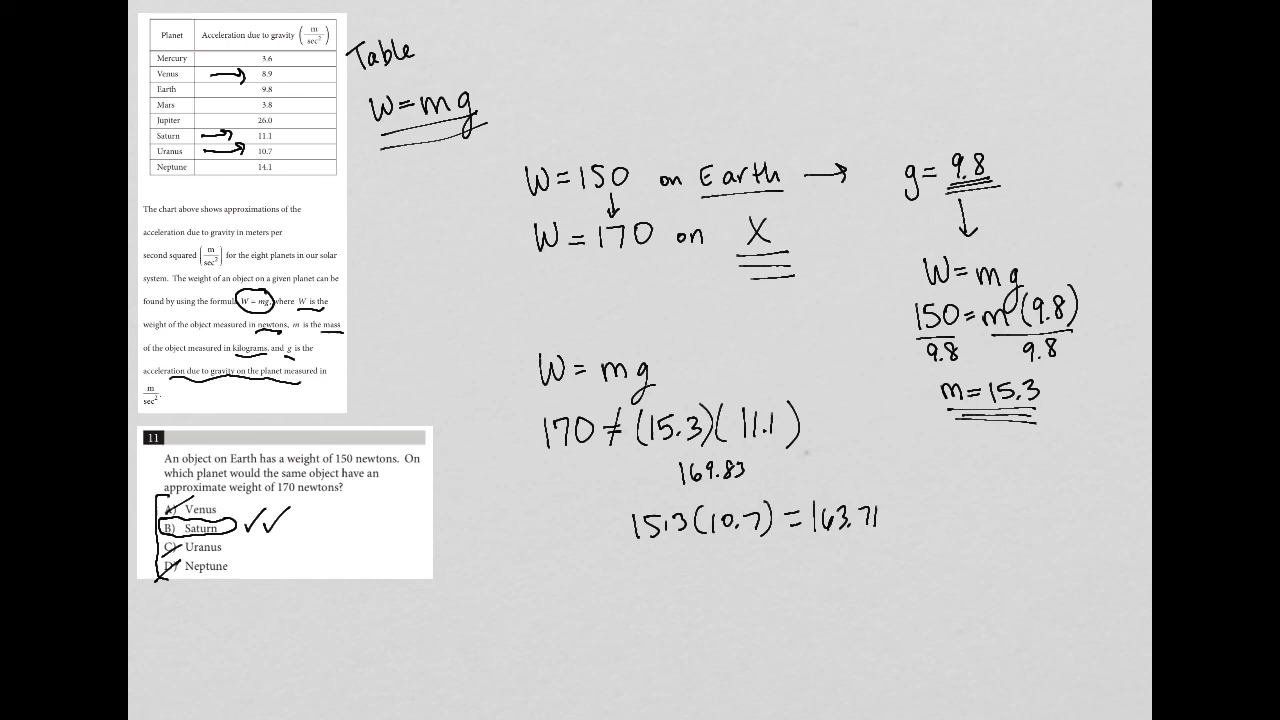 Planet Acceleration due to gravity (m/sec²)
Mercury 3.6
Venus 8.9
Earth 9.8
Mars 3.8
Jupiter 26.0
Saturn 11.1
Uranus 10.7
Neptune 14.1
The chart above shows approximations of the
acceleration due to gravity in meters per
second squared (m/sec²) for the eight planets in our solar
system. The weight of an object on a given planet can be
found by using the formula W = mg, where W is the
weight of the object measured in newtons, m is the mass
of the object measured in kilograms, and g is the
acceleration due to gravity on the planet measured in
m/sec².
11
An object on Earth has a weight of 150 newtons. On
which planet would the same object have an
approximate weight of 170 newtons?
A) Venus
B) Saturn
C) Uranus
D) Neptune
Table
W = mg
W = 150 on Earth → g = 9.8
W = 170 on X
W = mg
150 = m(9.8)
9.8 9.8
m = 15.3
W = mg
170 ≠ (15.3)(11.1)
169.83
15.3(10.7) = 163.71